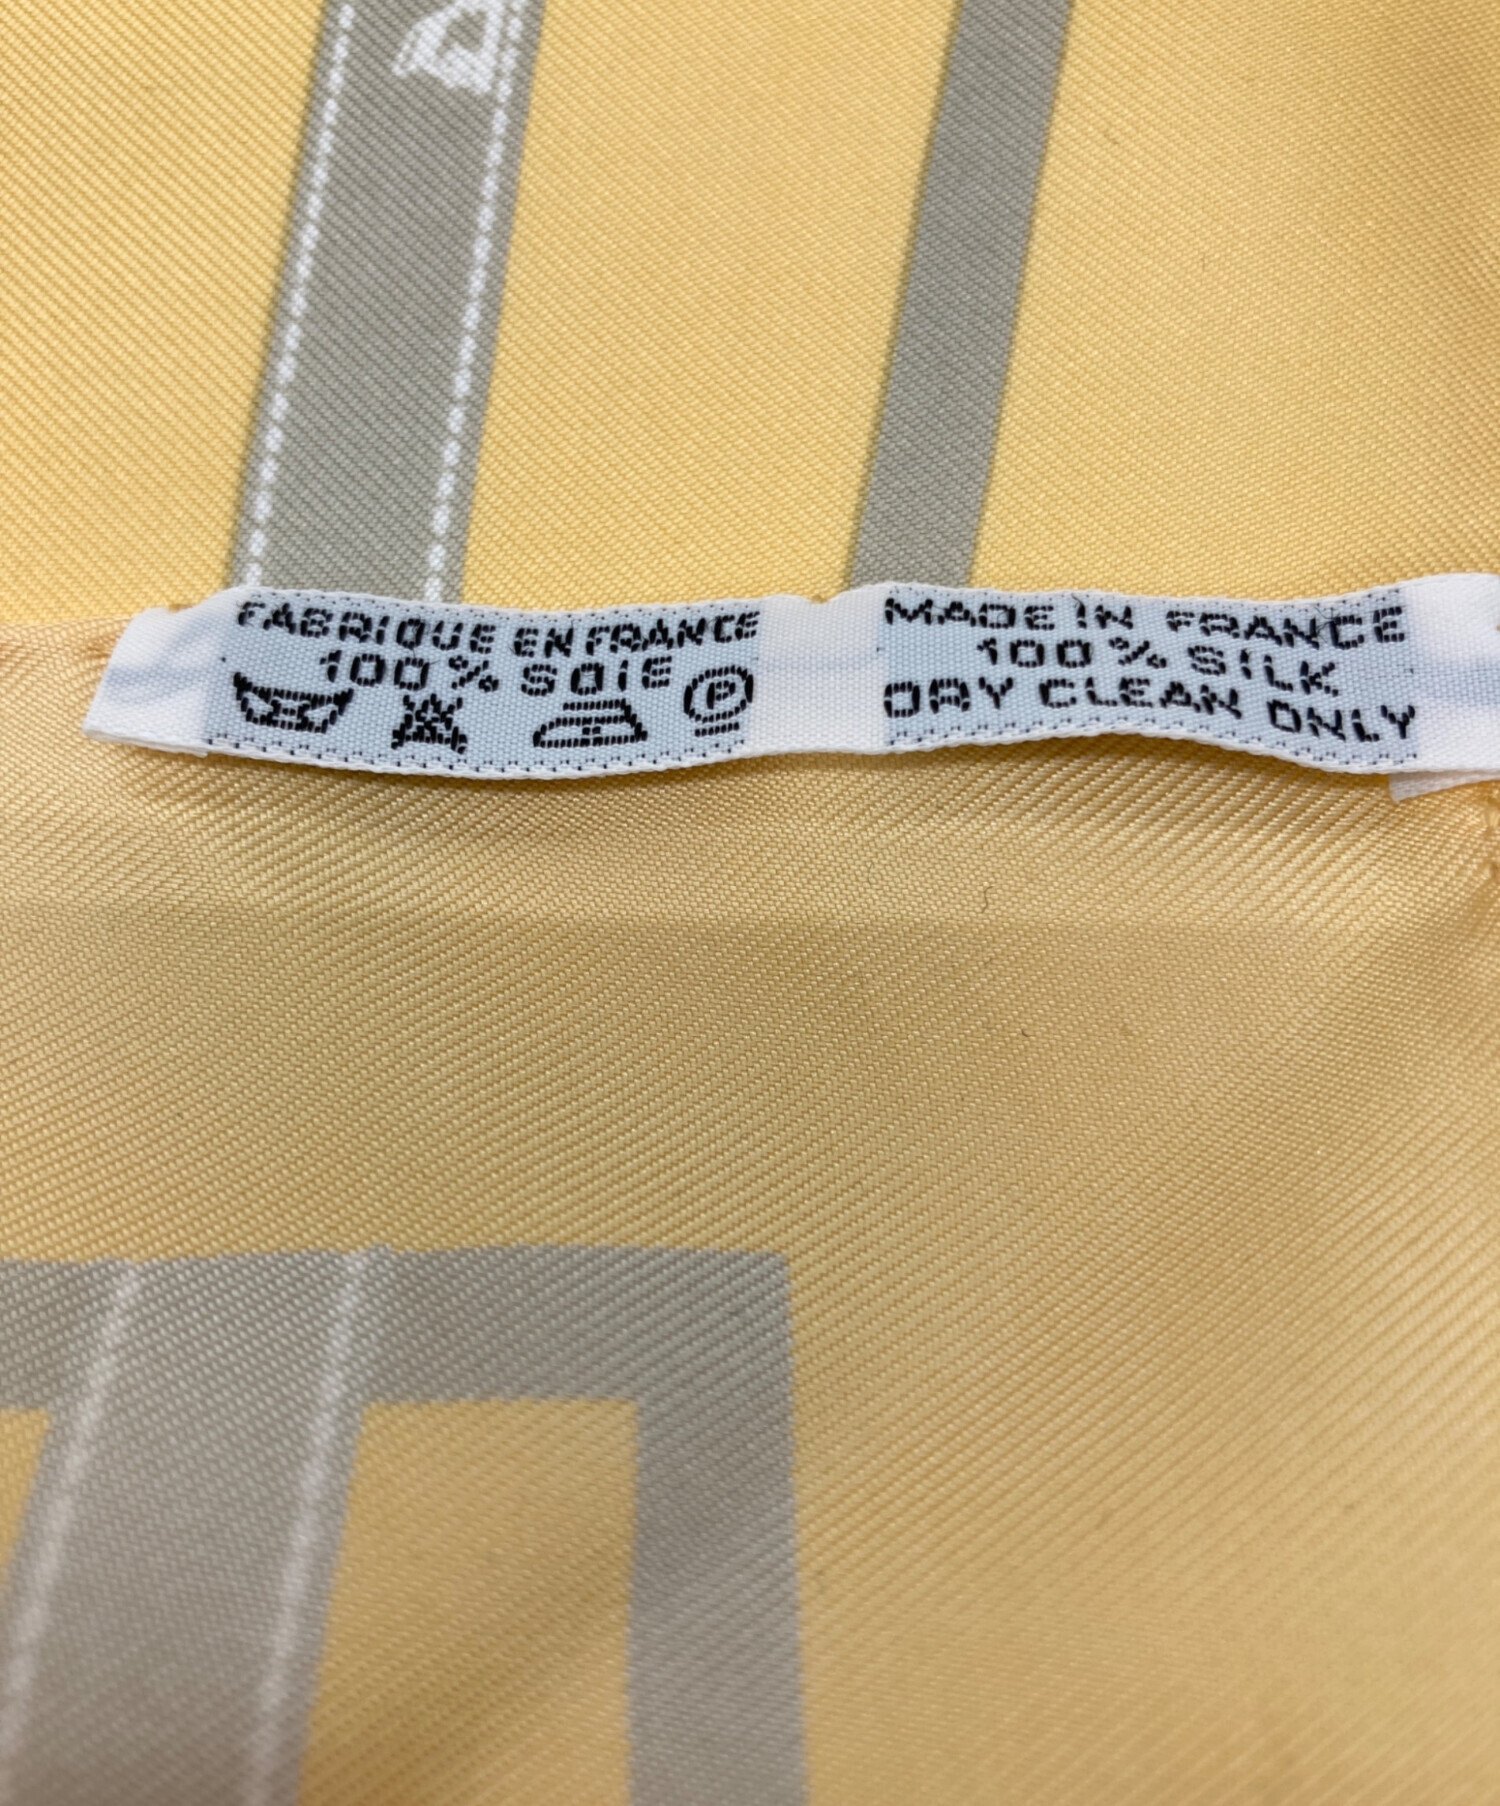 FABRIQUE EN FRANCE
100% SOIE
P
MADE IN FRANCE
100% SILK
DRY CLEAN ONLY